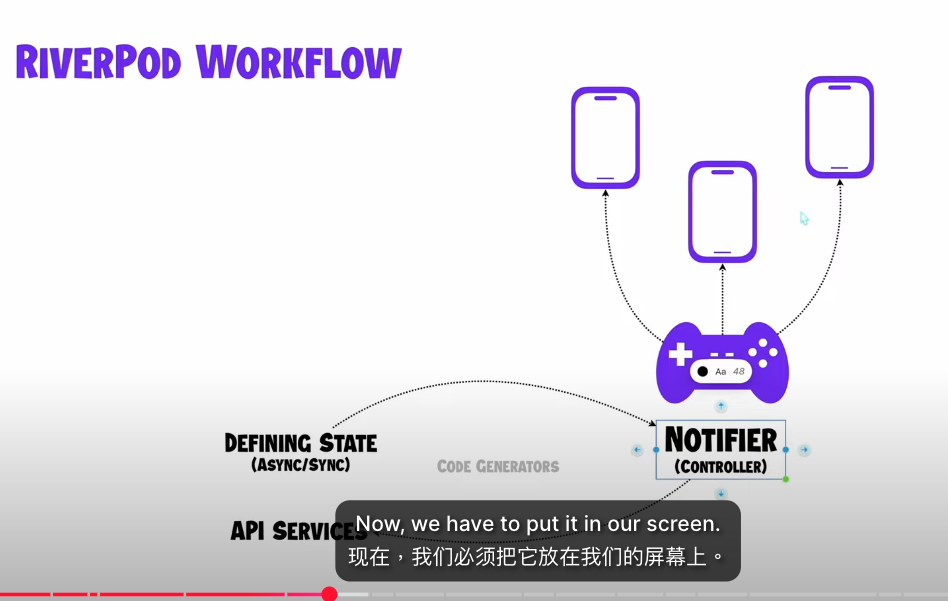 RIVERPOD WORKFLOW
Aa 48
DEFINING STATE
(ASYNC/SYNC)
CODE GENERATORS
NOTIFIER
(CONTROLLER)
API SERVICES
Now, we have to put it in our screen.
现在，我们必须把它放在我们的屏幕上。